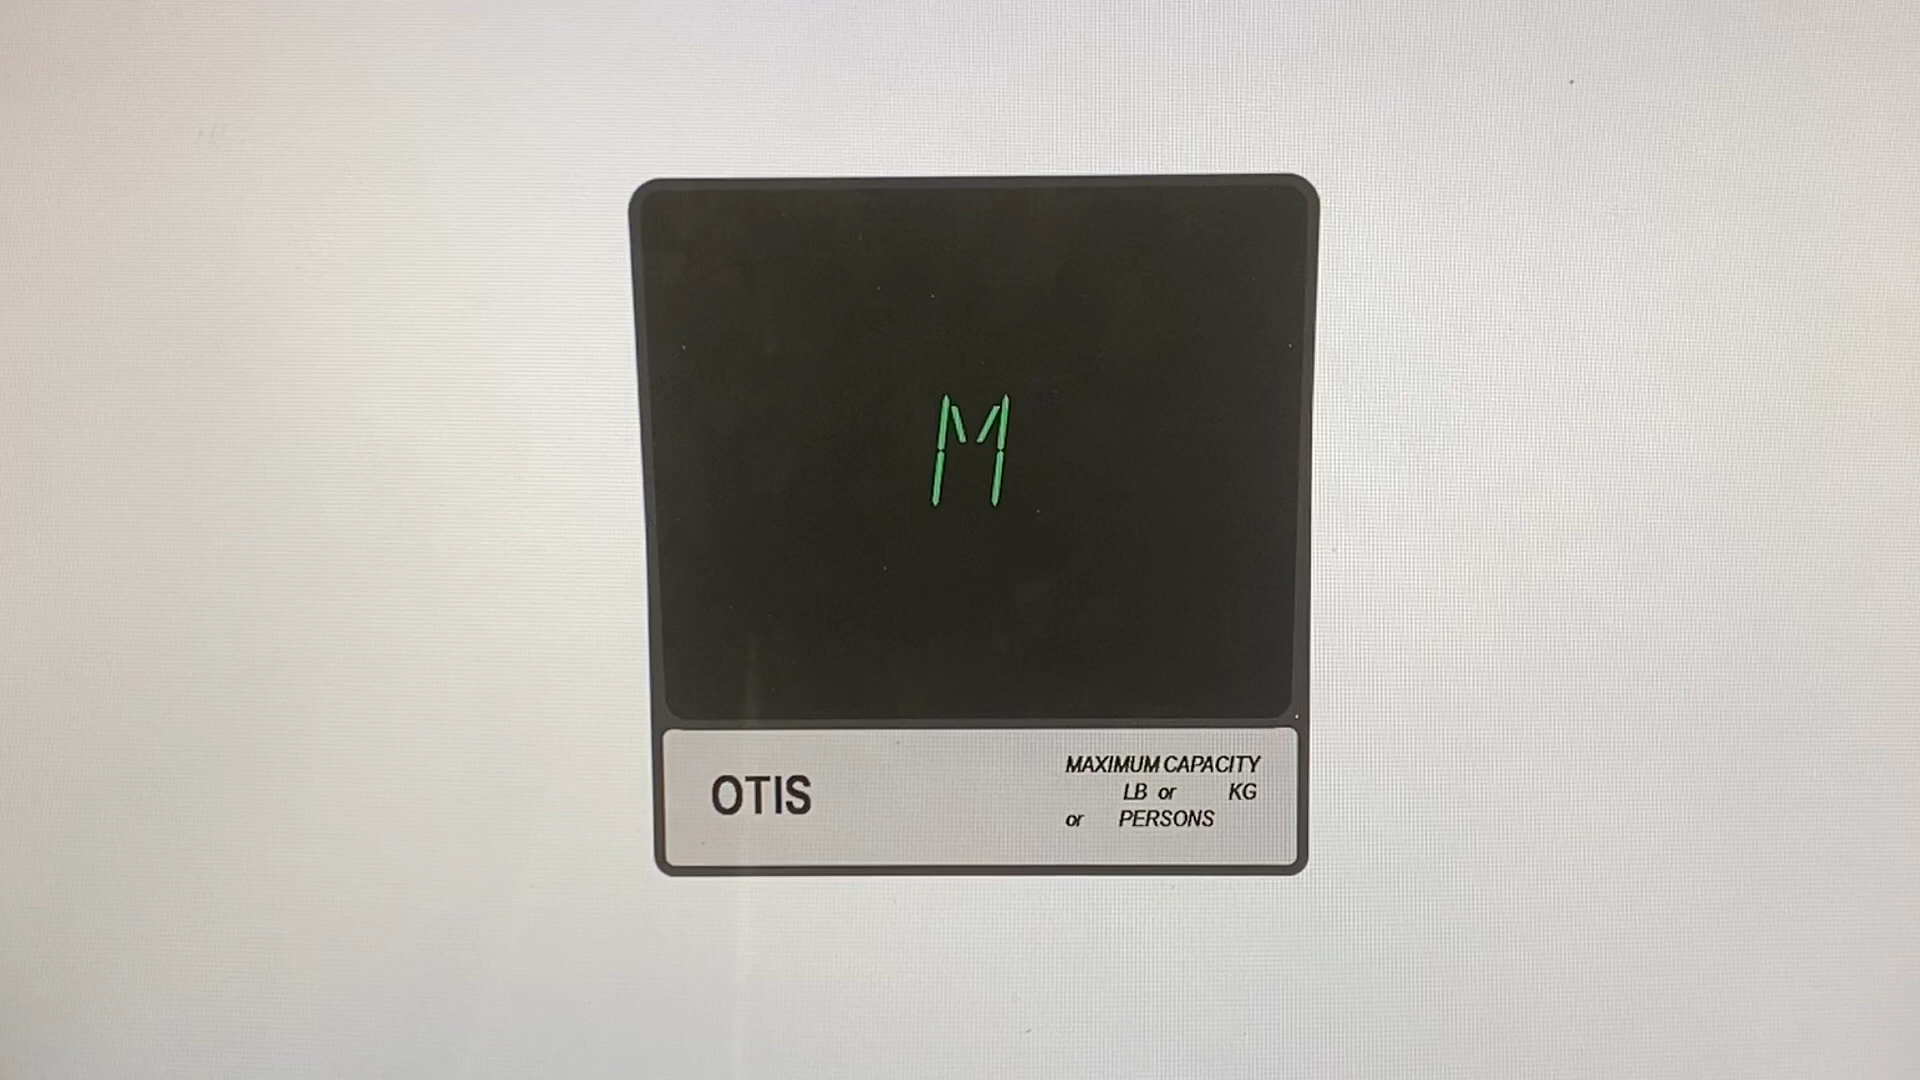 M
OTIS
MAXIMUM CAPACITY
LB or KG
or PERSONS